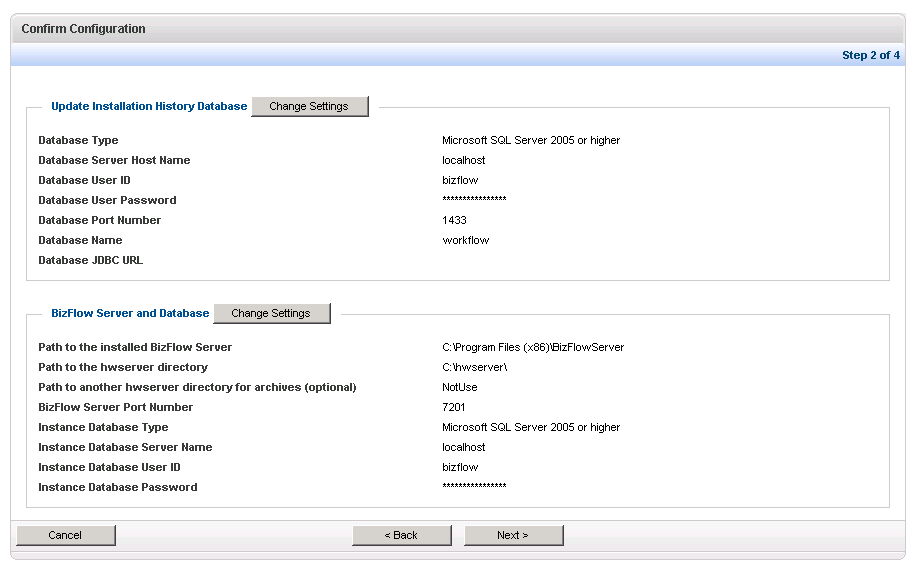 Confirm Configuration
Step 2 of 4
Update Installation History Database Change Settings
Database Type Microsoft SQL Server 2005 or higher
Database Server Host Name localhost
Database User ID bizflow
Database User Password ***************
Database Port Number 1433
Database Name workflow
Database JDBC URL
BizFlow Server and Database Change Settings
Path to the installed BizFlow Server C:\Program Files (x86)\BizFlowServer
Path to the hwserver directory C:\hwserver\
Path to another hwserver directory for archives (optional) NotUse
BizFlow Server Port Number 7201
Instance Database Type Microsoft SQL Server 2005 or higher
Instance Database Server Name localhost
Instance Database User ID bizflow
Instance Database Password ***************
Cancel < Back Next >